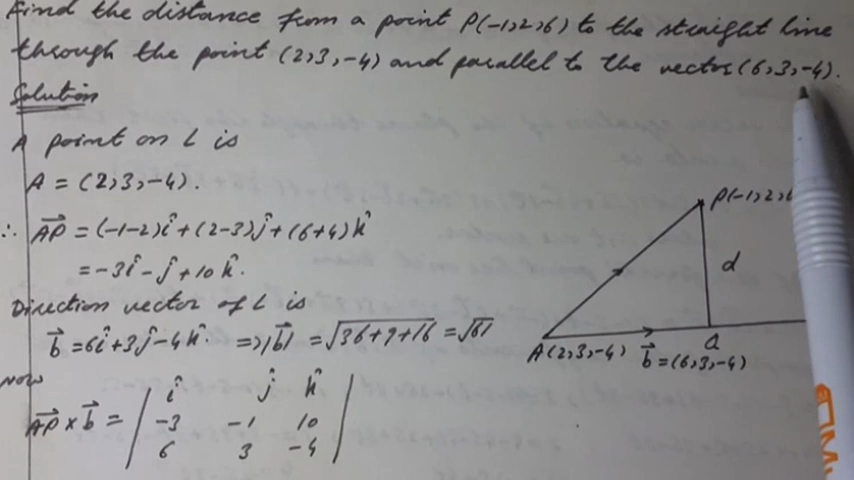 Find the distance from a point P(-1,2,6) to the straight line
through the point (2,3,-4) and parallel to the vector (6,3,-4).
Solution
A point on L is
A = (2,3,-4).
∴ AP⃗ = (-1-2)î + (2-3)ĵ + (6+4)k̂
= -3î - ĵ + 10k̂.
Direction vector of L is
b⃗ = 6î + 3ĵ - 4k̂. => |b⃗| = √36+9+16 = √61
Now
AP⃗ × b⃗ = | î ĵ k̂
-3 -1 10
6 3 -4 |
P(-1,2,6
d
A(2,3,-4) Q
b⃗ = (6,3,-4)